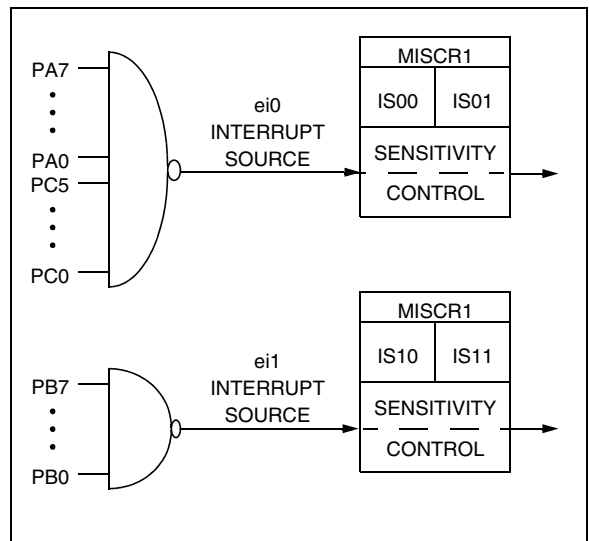 PA7
PA0
PC5
PC0
ei0
INTERRUPT
SOURCE
MISCR1
IS00 IS01
SENSITIVITY
CONTROL
PB7
PB0
ei1
INTERRUPT
SOURCE
MISCR1
IS10 IS11
SENSITIVITY
CONTROL